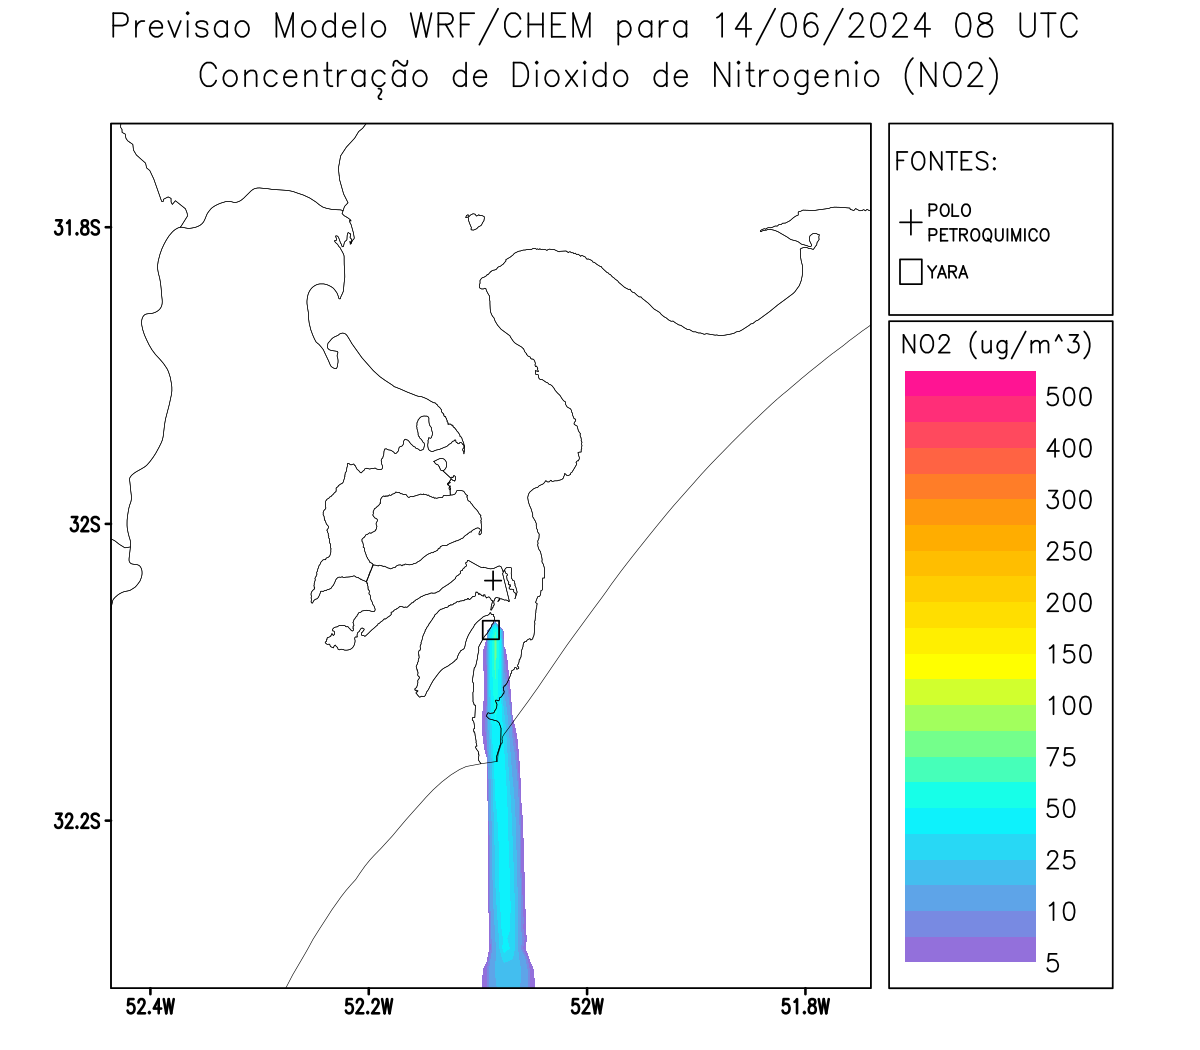 Previsao Modelo WRF/CHEM para 14/06/2024 08 UTC
Concentração de Dioxido de Nitrogenio (NO2)
FONTES:
POLO
PETROQUIMICO
YARA
31.8S
32S
32.2S
52.4W
52.2W
52W
51.8W
NO2 (ug/m^3)
500
400
300
250
200
150
100
75
50
25
10
5